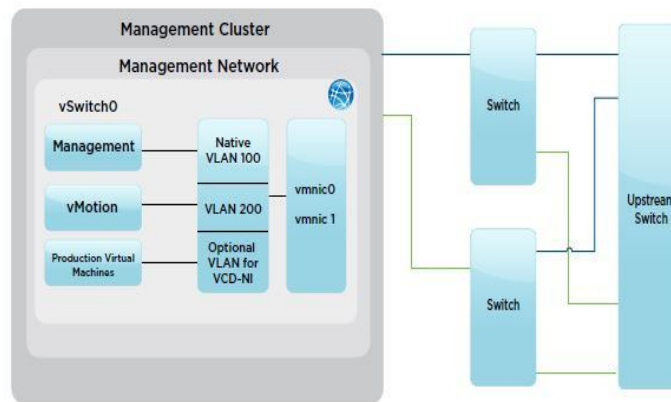 Management Cluster
Management Network
vSwitch0
Management
vMotion
Production Virtual
Machines
Native
VLAN 100
VLAN 200
Optional
VLAN for
VCD-NI
vmnic0
vmnic 1
Switch
Switch
Upstream
Switch